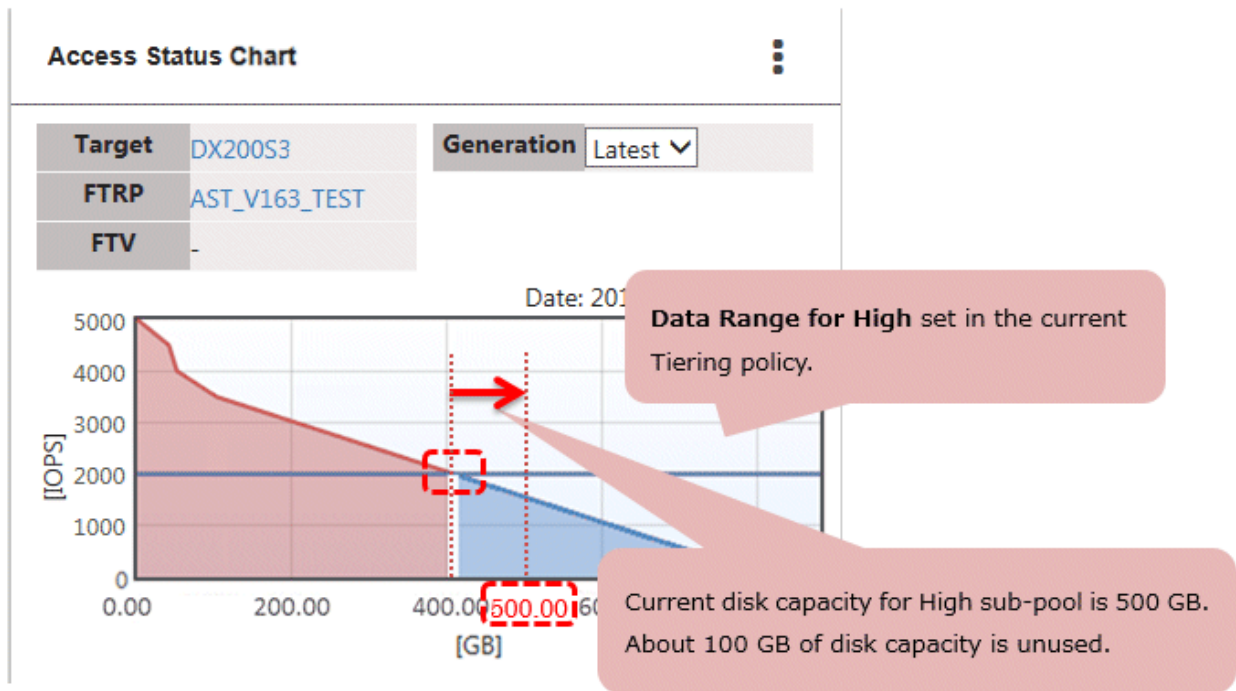 Access Status Chart
Target DX200S3 Generation Latest
FTRP AST_V163_TEST
FTV -
Date: 201
Data Range for High set in the current
Tiering policy.
5000
4000
3000
2000
1000
0
[IOPS]
0.00 200.00 400.00 500.00 60
[GB]
Current disk capacity for High sub-pool is 500 GB.
About 100 GB of disk capacity is unused.